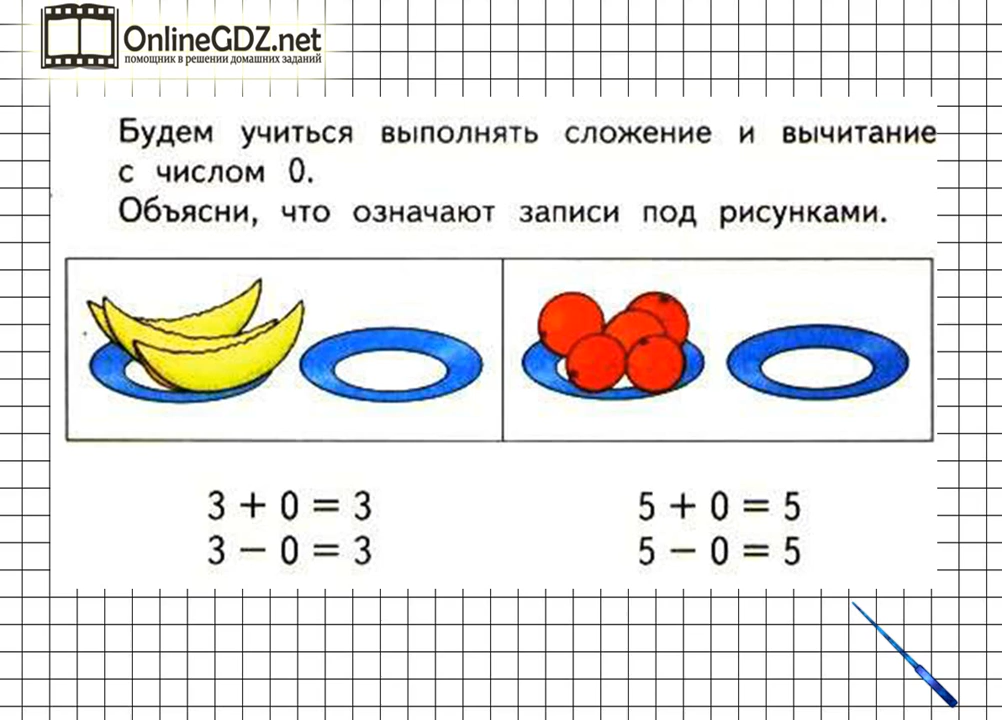 OnlineGDZ.net
помощник в решении домашних заданий
Будем учиться выполнять сложение и вычитание
с числом 0.
Объясни, что означают записи под рисунками.
3 + 0 = 3
3 − 0 = 3
5 + 0 = 5
5 − 0 = 5